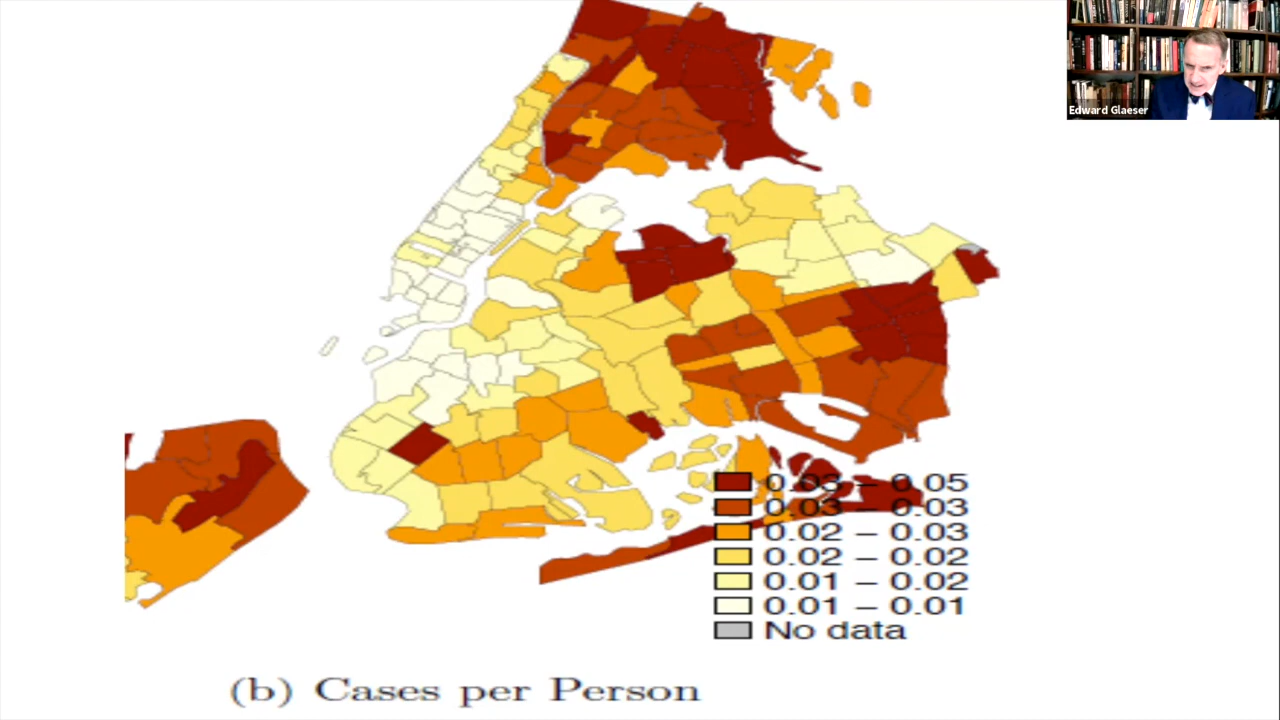 Edward Glaeser
0.03 – 0.05
0.03 – 0.03
0.02 – 0.03
0.02 – 0.02
0.01 – 0.02
0.01 – 0.01
No data
(b) Cases per Person